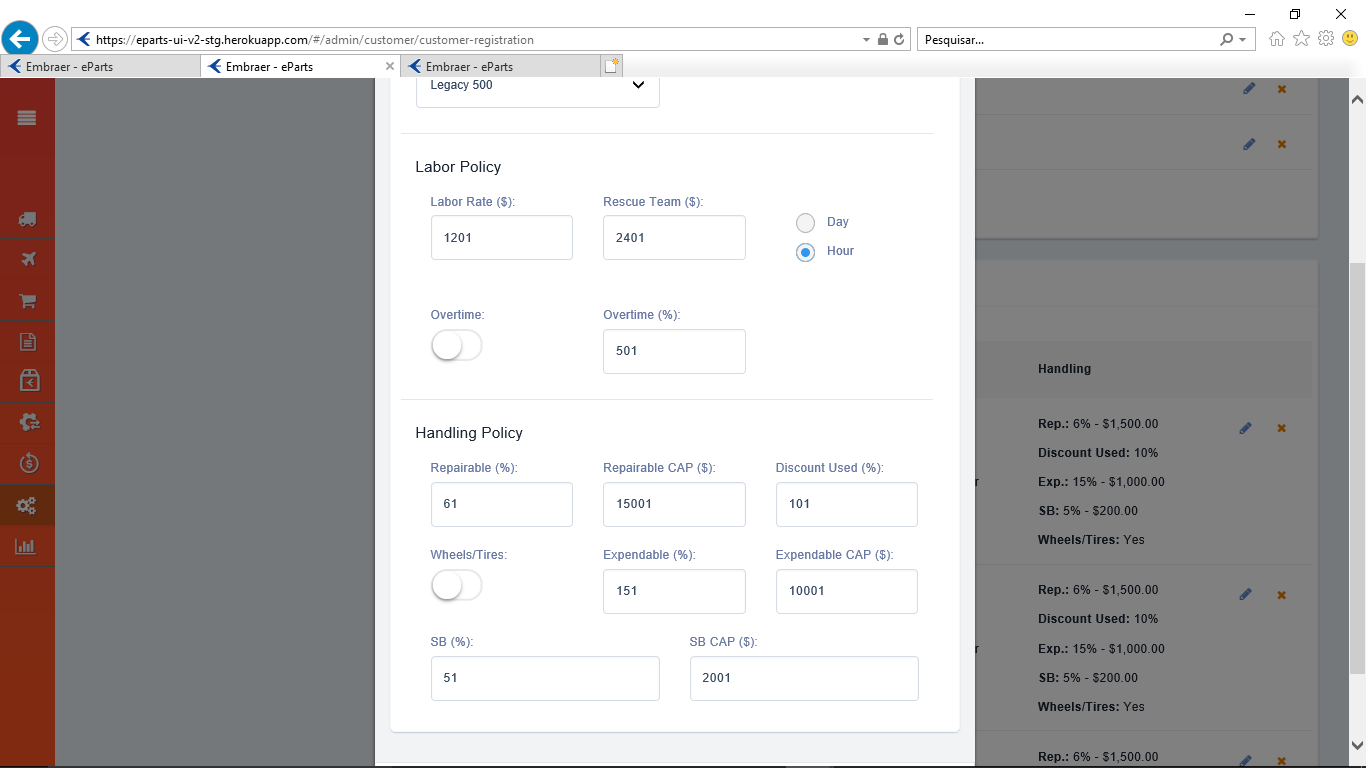 https://eparts-ui-v2-stg.herokuapp.com/#/admin/customer/customer-registration
Pesquisar...
Embraer - eParts
Embraer - eParts
Embraer - eParts
Legacy 500
Labor Policy
Labor Rate ($):
Rescue Team ($):
1201
2401
Day
Hour
Overtime:
Overtime (%):
501
Handling Policy
Repairable (%):
Repairable CAP ($):
Discount Used (%):
61
15001
101
Wheels/Tires:
Expendable (%):
Expendable CAP ($):
151
10001
SB (%):
SB CAP ($):
51
2001
Handling
Rep.: 6% - $1,500.00
Discount Used: 10%
r
Exp.: 15% - $1,000.00
SB: 5% - $200.00
Wheels/Tires: Yes
Rep.: 6% - $1,500.00
Discount Used: 10%
r
Exp.: 15% - $1,000.00
SB: 5% - $200.00
Wheels/Tires: Yes
Rep.: 6% - $1,500.00